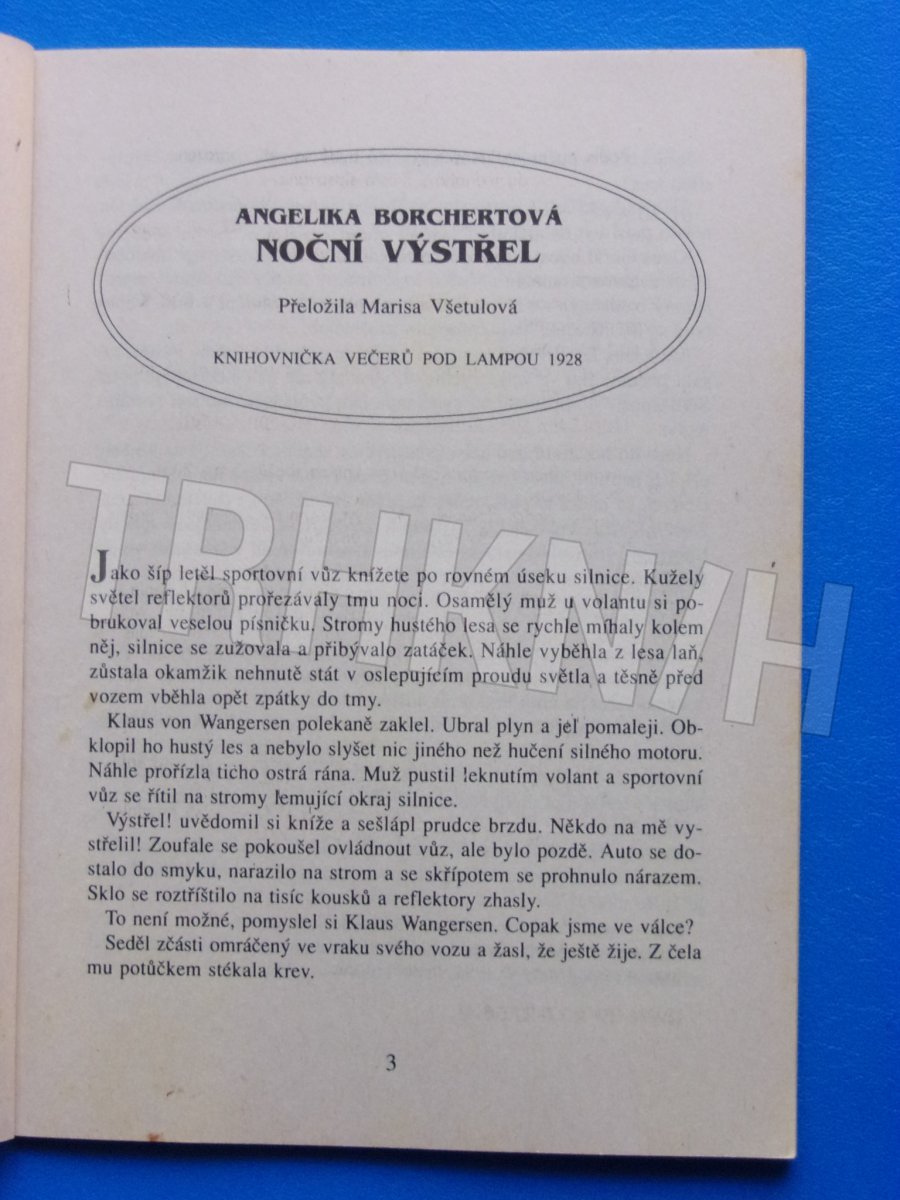 ANGELIKA BORCHERTOVÁ
NOČNÍ VÝSTŘEL
Přeložila Marisa Všetulová
KNIHOVNIČKA VEČERŮ POD LAMPOU 1928
Jako šíp letěl sportovní vůz knížete po rovném úseku silnice. Kužely
světel reflektorů prořezávaly tmu noci. Osamělý muž u volantu si po-
brukoval veselou písničku. Stromy hustého lesa se rychle míhaly kolem
něj, silnice se zužovala a přibývalo zatáček. Náhle vyběhla z lesa laň,
zůstala okamžik nehnutě stát v oslepujícím proudu světla a těsně před
vozem vběhla opět zpátky do tmy.
Klaus von Wangersen polekaně zaklel. Ubral plyn a jel pomaleji. Ob-
klopil ho hustý les a nebylo slyšet nic jiného než hučení silného motoru.
Náhle prořízla ticho ostrá rána. Muž pustil leknutím volant a sportovní
vůz se řítil na stromy lemující okraj silnice.
Výstřel! uvědomil si kníže a sešlápl prudce brzdu. Někdo na mě vy-
střelil! Zoufale se pokoušel ovládnout vůz, ale bylo pozdě. Auto se do-
stalo do smyku, narazilo na strom a se skřípotem se prohnulo nárazem.
Sklo se roztříštilo na tisíc kousků a reflektory zhasly.
To není možné, pomyslel si Klaus Wangersen. Copak jsme ve válce?
Seděl zčásti omráčený ve vraku svého vozu a žasl, že ještě žije. Z čela
mu potůčkem stékala krev.
3